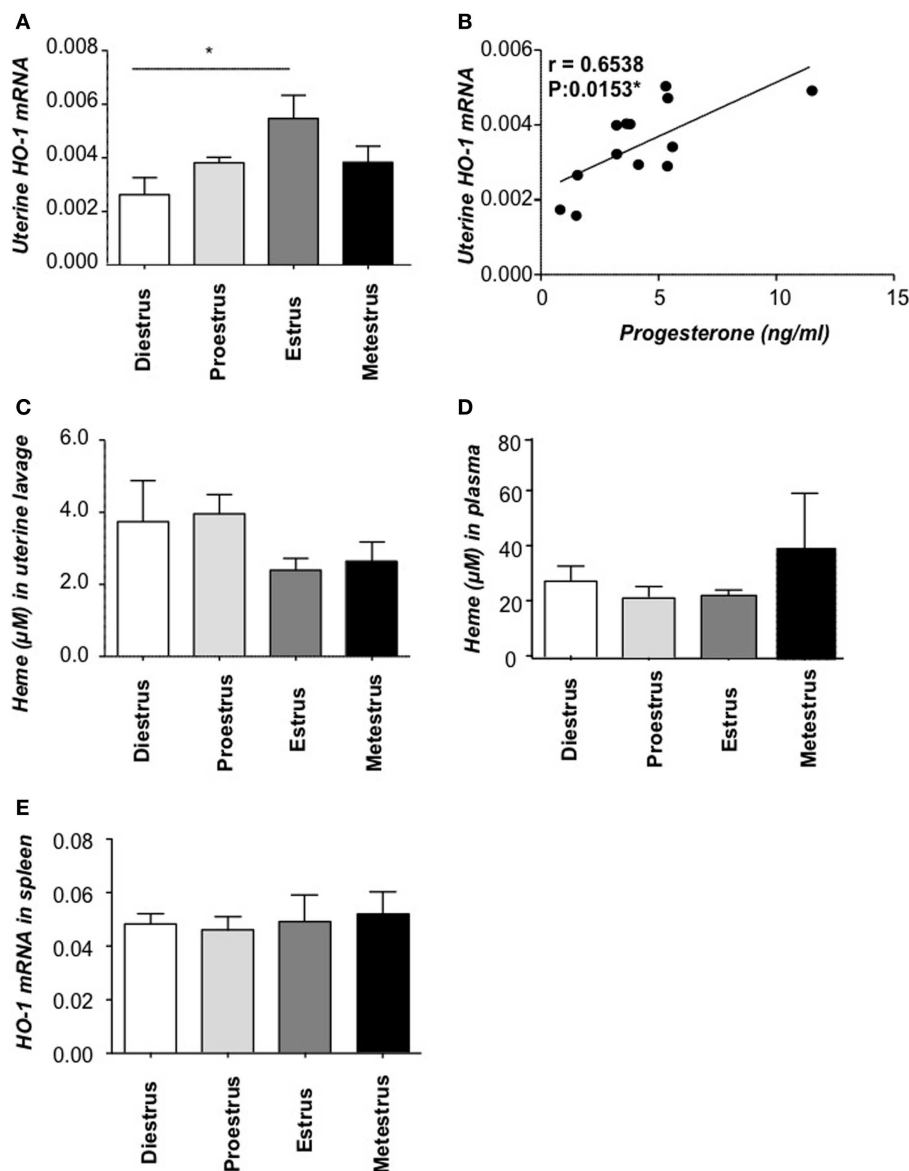 A
Uterine HO-1 mRNA
0.008
0.006
0.004
0.002
0.000
*
Diestrus
Proestrus
Estrus
Metestrus
B
Uterine HO-1 mRNA
0.006
0.004
0.002
0.000
r = 0.6538
P:0.0153*
0
5
10
15
Progesterone (ng/ml)
C
Heme (µM) in uterine lavage
6.0
4.0
2.0
0.0
Diestrus
Proestrus
Estrus
Metestrus
D
Heme (µM) in plasma
80
60
40
20
0
Diestrus
Proestrus
Estrus
Metestrus
E
HO-1 mRNA in spleen
0.08
0.06
0.04
0.02
0.00
Diestrus
Proestrus
Estrus
Metestrus